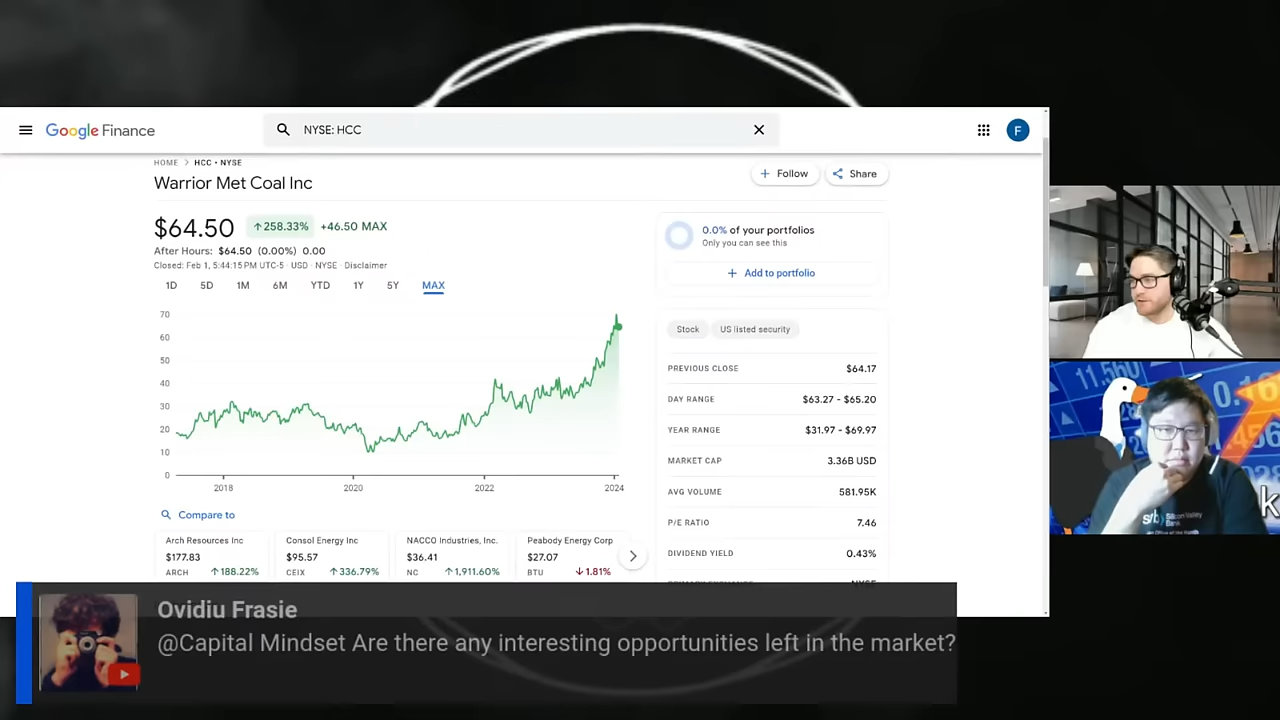 Google Finance
NYSE: HCC
F
HOME > HCC • NYSE
Warrior Met Coal Inc
+ Follow
Share
$64.50 ↑258.33% +46.50 MAX
After Hours: $64.50 (0.00%) 0.00
Closed: Feb 1, 5:44:15 PM UTC-5 · USD · NYSE · Disclaimer
1D 5D 1M 6M YTD 1Y 5Y MAX
70
60
50
40
30
20
10
0
2018 2020 2022 2024
Compare to
Arch Resources Inc
$177.83
ARCH ↑188.22%
Consol Energy Inc
$95.57
CEIX ↑336.79%
NACCO Industries, Inc.
$36.41
NC ↑1,911.60%
Peabody Energy Corp
$27.07
BTU ↓1.81%
0.0% of your portfolios
Only you can see this
+ Add to portfolio
Stock
US listed security
PREVIOUS CLOSE $64.17
DAY RANGE $63.27 - $65.20
YEAR RANGE $31.97 - $69.97
MARKET CAP 3.36B USD
AVG VOLUME 581.95K
P/E RATIO 7.46
DIVIDEND YIELD 0.43%
11.560
0.16
Silicon Valley
Bank
k
Ovidiu Frasie
@Capital Mindset Are there any interesting opportunities left in the market?